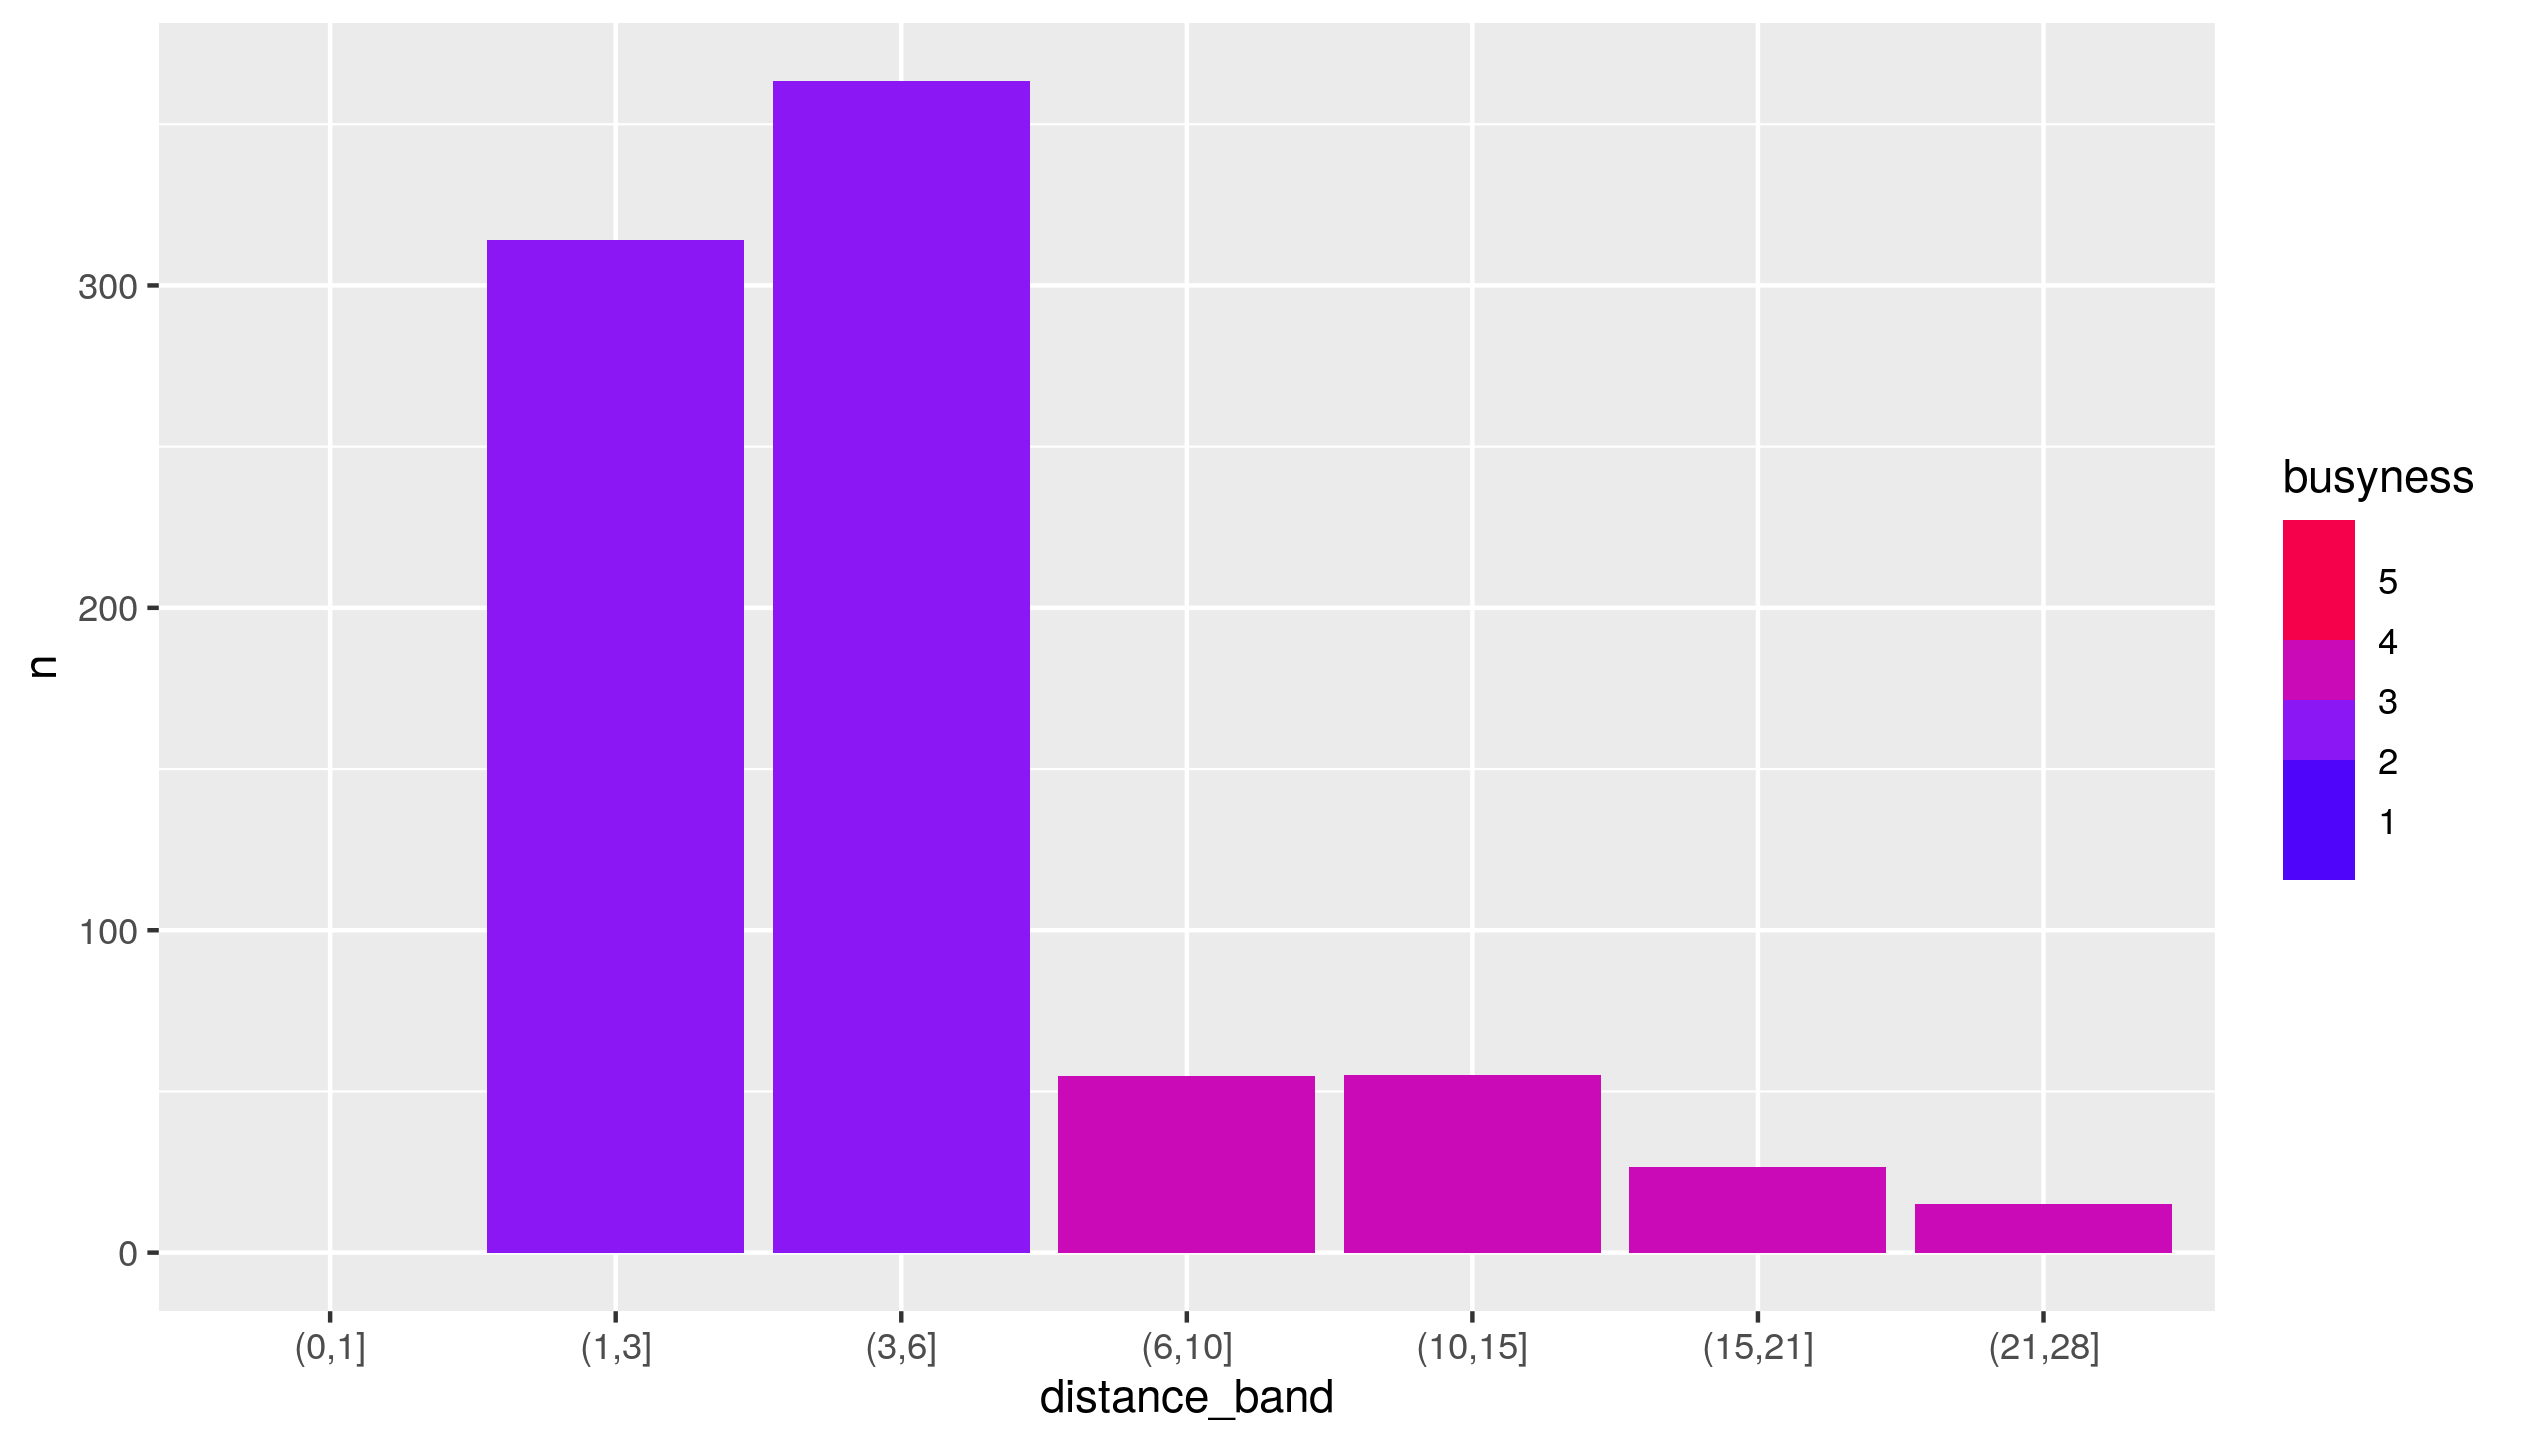 300
200
100
0
n
(0,1] (1,3] (3,6] (6,10] (10,15] (15,21] (21,28]
distance_band
busyness
5
4
3
2
1